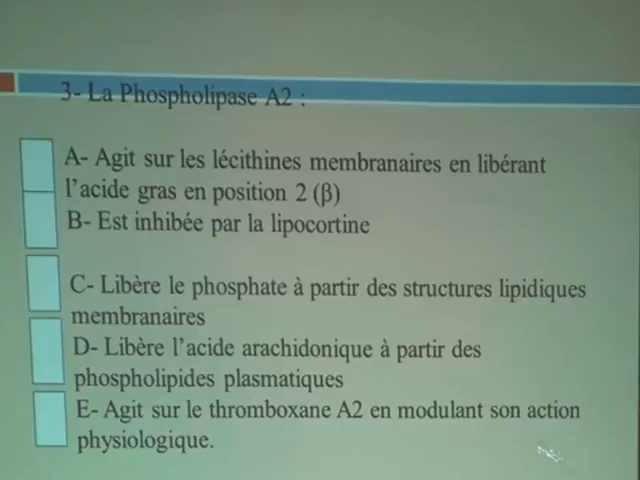 3- La Phospholipase A2 :
A- Agit sur les lécithines membranaires en libérant
l'acide gras en position 2 (β)
B- Est inhibée par la lipocortine
C- Libère le phosphate à partir des structures lipidiques
membranaires
D- Libère l'acide arachidonique à partir des
phospholipides plasmatiques
E- Agit sur le thromboxane A2 en modulant son action
physiologique.